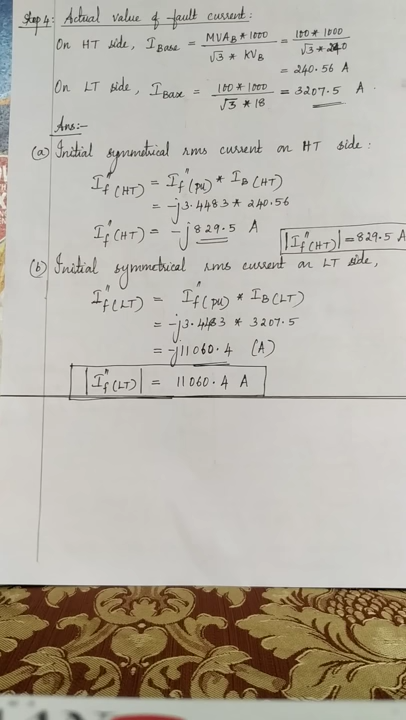 Step 4: Actual value of fault current:
On HT side, I Base = MVA_B * 1000 / √3 * KV_B = 100 * 1000 / √3 * 240
= 240.56 A
On LT side, I Base = 100 * 1000 / √3 * 18 = 3207.5 A.
Ans:-
(a) Initial symmetrical rms current on HT side:
I"f(HT) = I"f(pu) * I_B(HT)
= -j3.4483 * 240.56
I"f(HT) = -j829.5 A
|I"f(HT)| = 829.5 A
(b) Initial symmetrical rms current on LT side,
I"f(LT) = I"f(pu) * I_B(LT)
= -j3.4483 * 3207.5
= -j11060.4 (A)
|I"f(LT)| = 11060.4 A